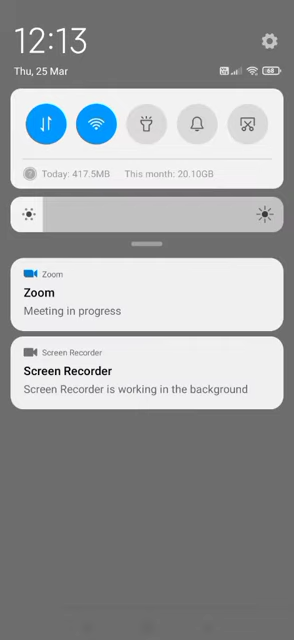 12:13
Thu, 25 Mar
68
Today: 417.5MB This month: 20.10GB
Zoom
Zoom
Meeting in progress
Screen Recorder
Screen Recorder
Screen Recorder is working in the background